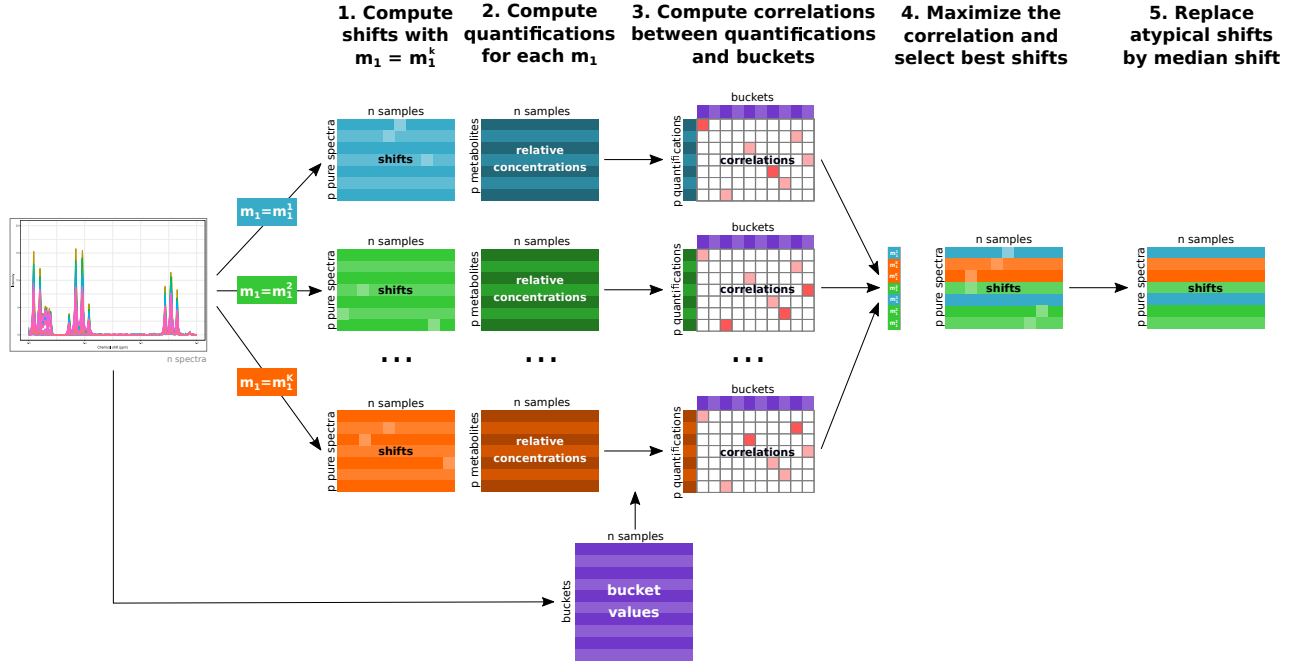 1. Compute
shifts with
m₁ = m₁ᵏ
2. Compute
quantifications
for each m₁
3. Compute correlations
between quantifications
and buckets
4. Maximize the
correlation and
select best shifts
5. Replace
atypical shifts
by median shift
n samples
p pure spectra
shifts
n samples
p metabolites
relative
concentrations
buckets
p quantifications
correlations
m₁=m₁¹
n spectra
m₁=m₁²
n samples
p pure spectra
shifts
n samples
p metabolites
relative
concentrations
buckets
p quantifications
correlations
n samples
p pure spectra
shifts
n samples
p pure spectra
shifts
... ... ...
m₁=m₁ᴷ
n samples
p pure spectra
shifts
n samples
p metabolites
relative
concentrations
buckets
p quantifications
correlations
n samples
buckets
bucket
values